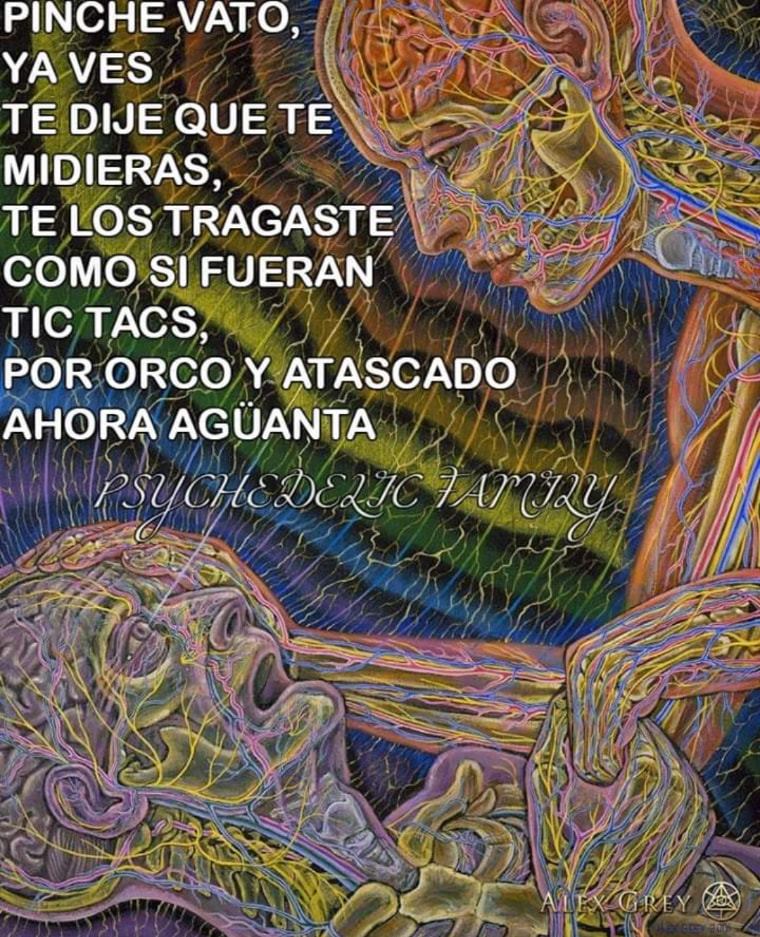 PINCHE VATO,
YA VES
TE DIJE QUE TE
MIDIERAS,
TE LOS TRAGASTE
COMO SI FUERAN
TIC TACS,
POR ORCO Y ATASCADO
AHORA AGÜANTA
PSYCHEDELIC FAMILY
ALEX GREY